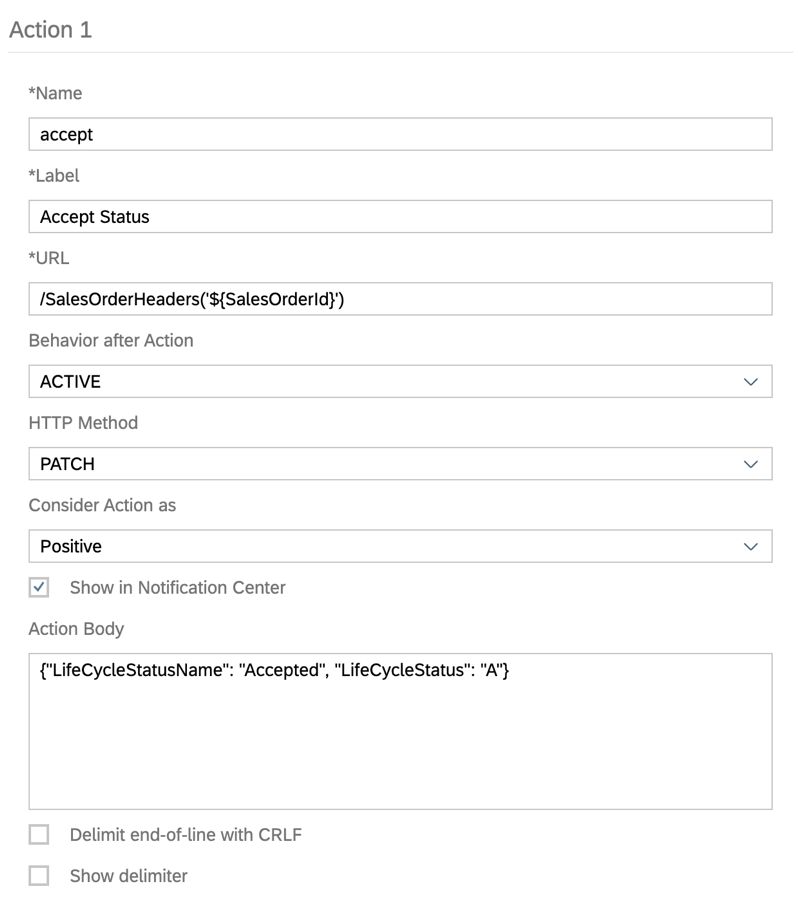 Action 1
*Name
accept
*Label
Accept Status
*URL
/SalesOrderHeaders('${SalesOrderId}')
Behavior after Action
ACTIVE
HTTP Method
PATCH
Consider Action as
Positive
Show in Notification Center
Action Body
{"LifeCycleStatusName": "Accepted", "LifeCycleStatus": "A"}
Delimit end-of-line with CRLF
Show delimiter